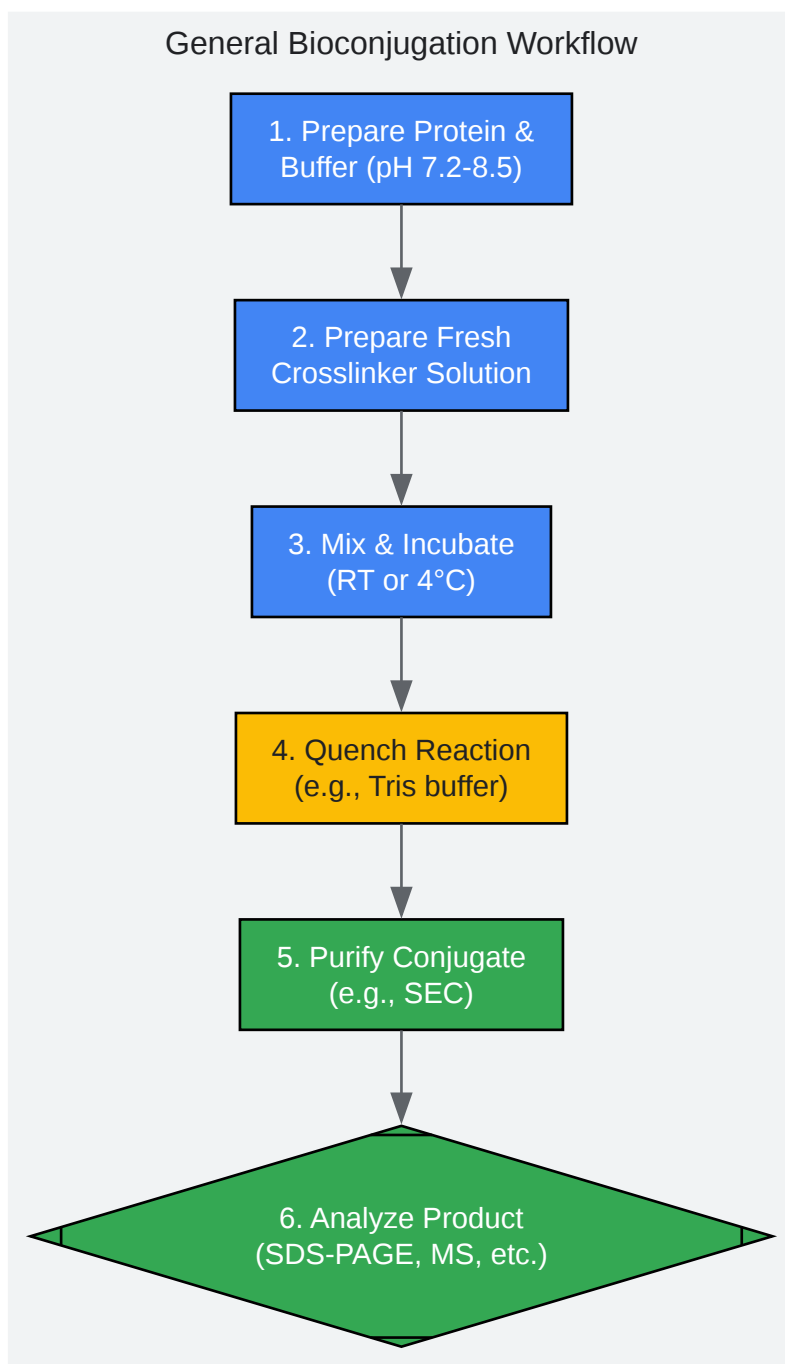 General Bioconjugation Workflow
1. Prepare Protein &
Buffer (pH 7.2-8.5)
2. Prepare Fresh
Crosslinker Solution
3. Mix & Incubate
(RT or 4°C)
4. Quench Reaction
(e.g., Tris buffer)
5. Purify Conjugate
(e.g., SEC)
6. Analyze Product
(SDS-PAGE, MS, etc.)